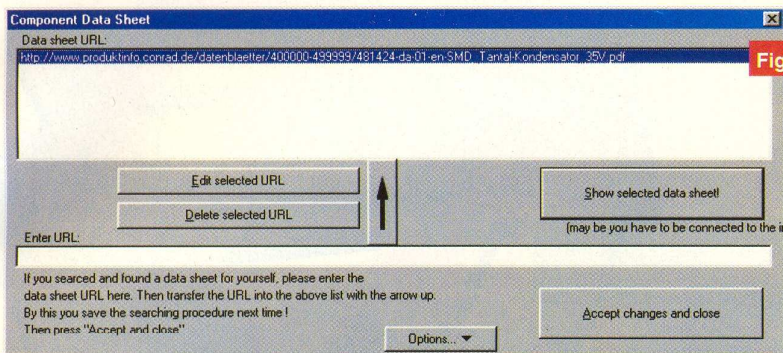 Component Data Sheet
Data sheet URL:
http://www.produktinfo.conrad.de/datenblaetter/400000-499999/481424-da-01-en-SMD_Tantal-Kondensator_35V.pdf
Fig
Edit selected URL
Show selected data sheet!
Delete selected URL
(may be you have to be connected to the i
Enter URL:
If you searced and found a data sheet for yourself, please enter the
data sheet URL here. Then transfer the URL into the above list with the arrow up.
By this you save the searching procedure next time !
Then press "Accept and close"
Accept changes and close
Options...